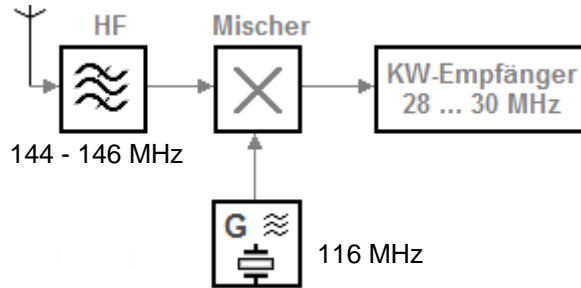 HF
Mischer
KW-Empfänger
28 ... 30 MHz
144 - 146 MHz
G
116 MHz